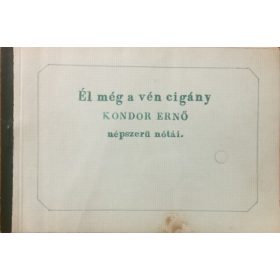 Él még a vén cigány
KONDOR ERNŐ
népszerű nótái.